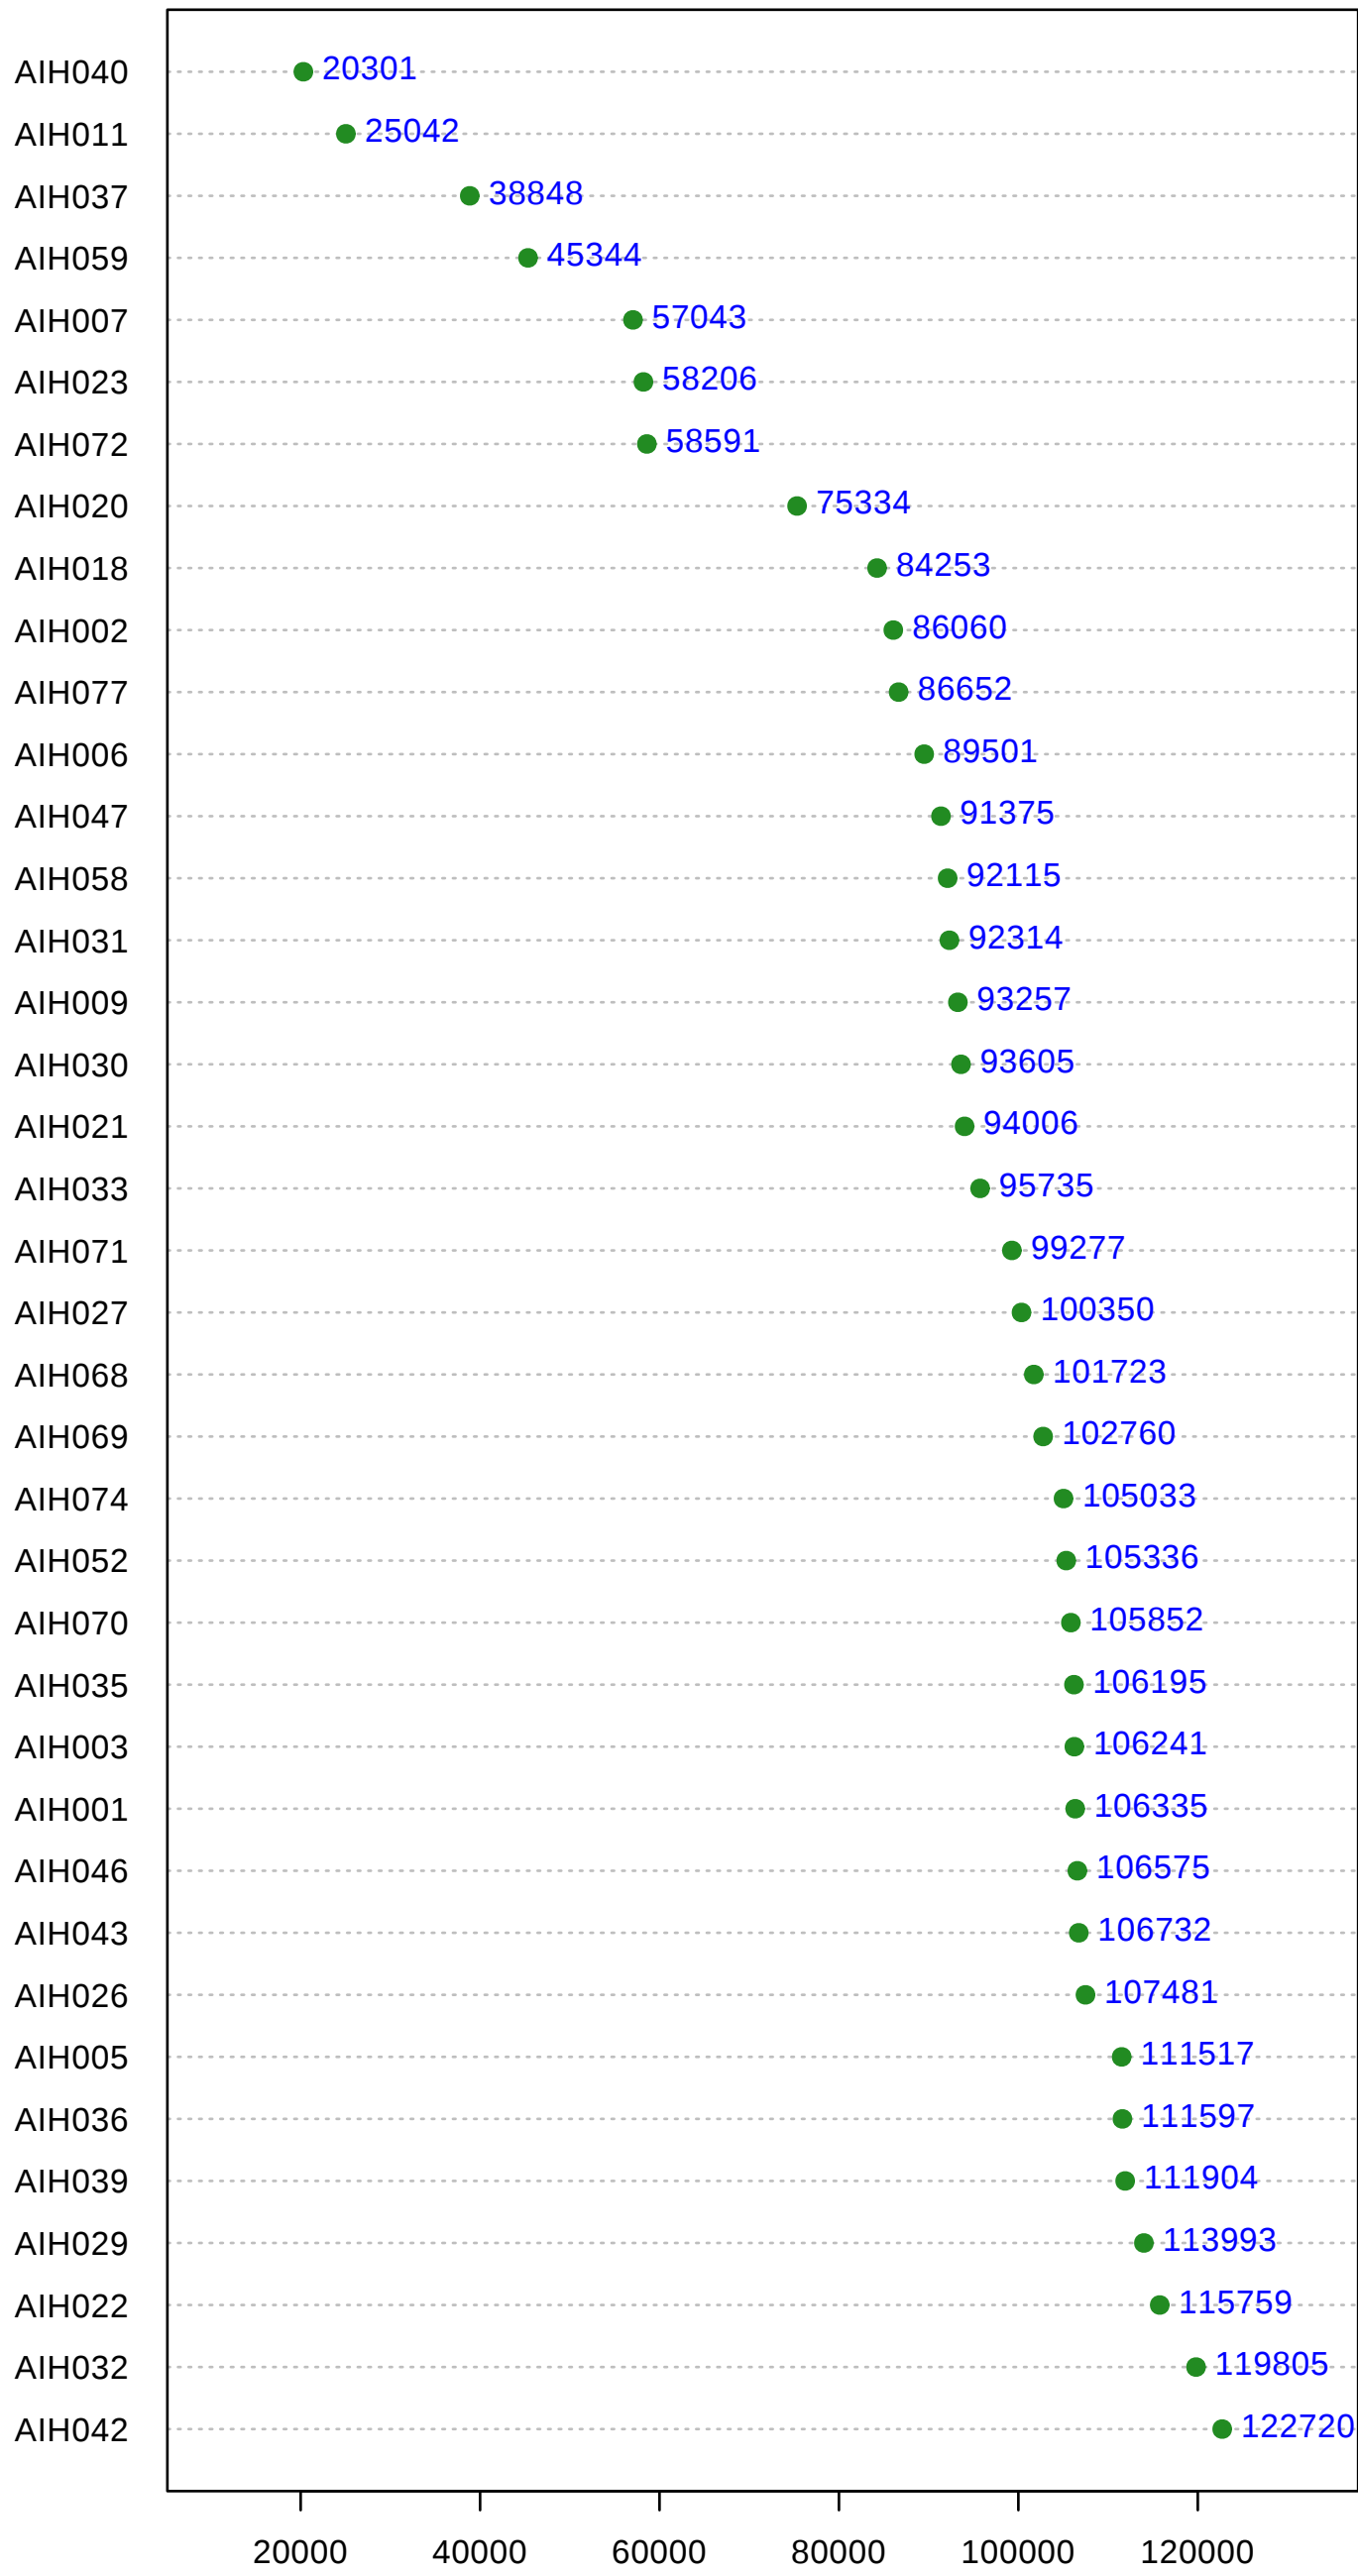 AIH040 20301
AIH011 25042
AIH037 38848
AIH059 45344
AIH007 57043
AIH023 58206
AIH072 58591
AIH020 75334
AIH018 84253
AIH002 86060
AIH077 86652
AIH006 89501
AIH047 91375
AIH058 92115
AIH031 92314
AIH009 93257
AIH030 93605
AIH021 94006
AIH033 95735
AIH071 99277
AIH027 100350
AIH068 101723
AIH069 102760
AIH074 105033
AIH052 105336
AIH070 105852
AIH035 106195
AIH003 106241
AIH001 106335
AIH046 106575
AIH043 106732
AIH026 107481
AIH005 111517
AIH036 111597
AIH039 111904
AIH029 113993
AIH022 115759
AIH032 119805
AIH042 122720
20000 40000 60000 80000 100000 120000